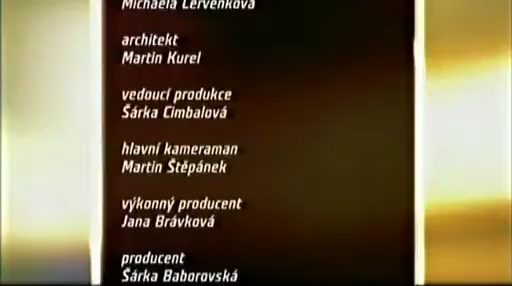 Michaela Červenková
architekt
Martin Kurel
vedoucí produkce
Šárka Cimbalová
hlavní kameraman
Martin Štěpánek
výkonný producent
Jana Brávková
producent
Šárka Baborovská